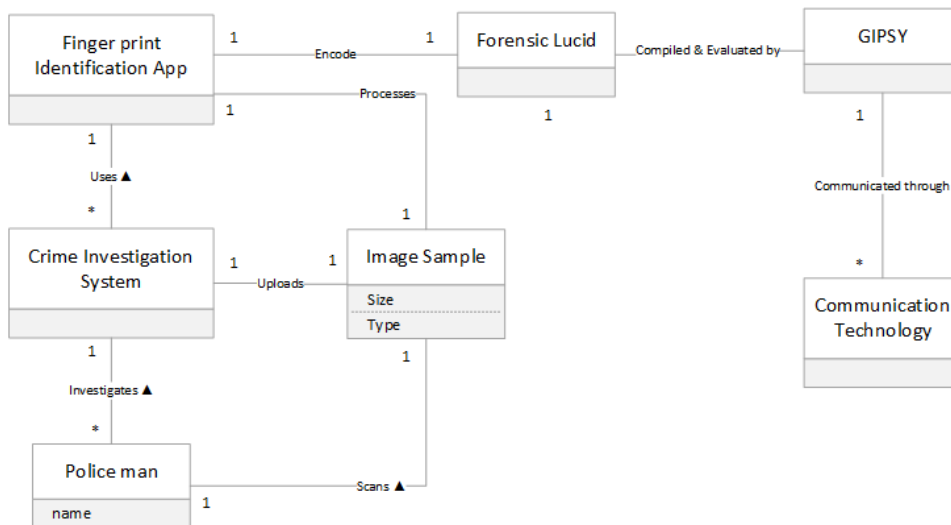 Finger print
Identification App
1
Encode
1
Forensic Lucid
Compiled & Evaluated by
GIPSY
Processes
1
1
1
1
Uses ▲
Communicated through
*
1
*
Crime Investigation
System
1
Uploads
1
Image Sample
Size
Type
Communication
Technology
1
1
Investigates ▲
*
Police man
name
1
Scans ▲